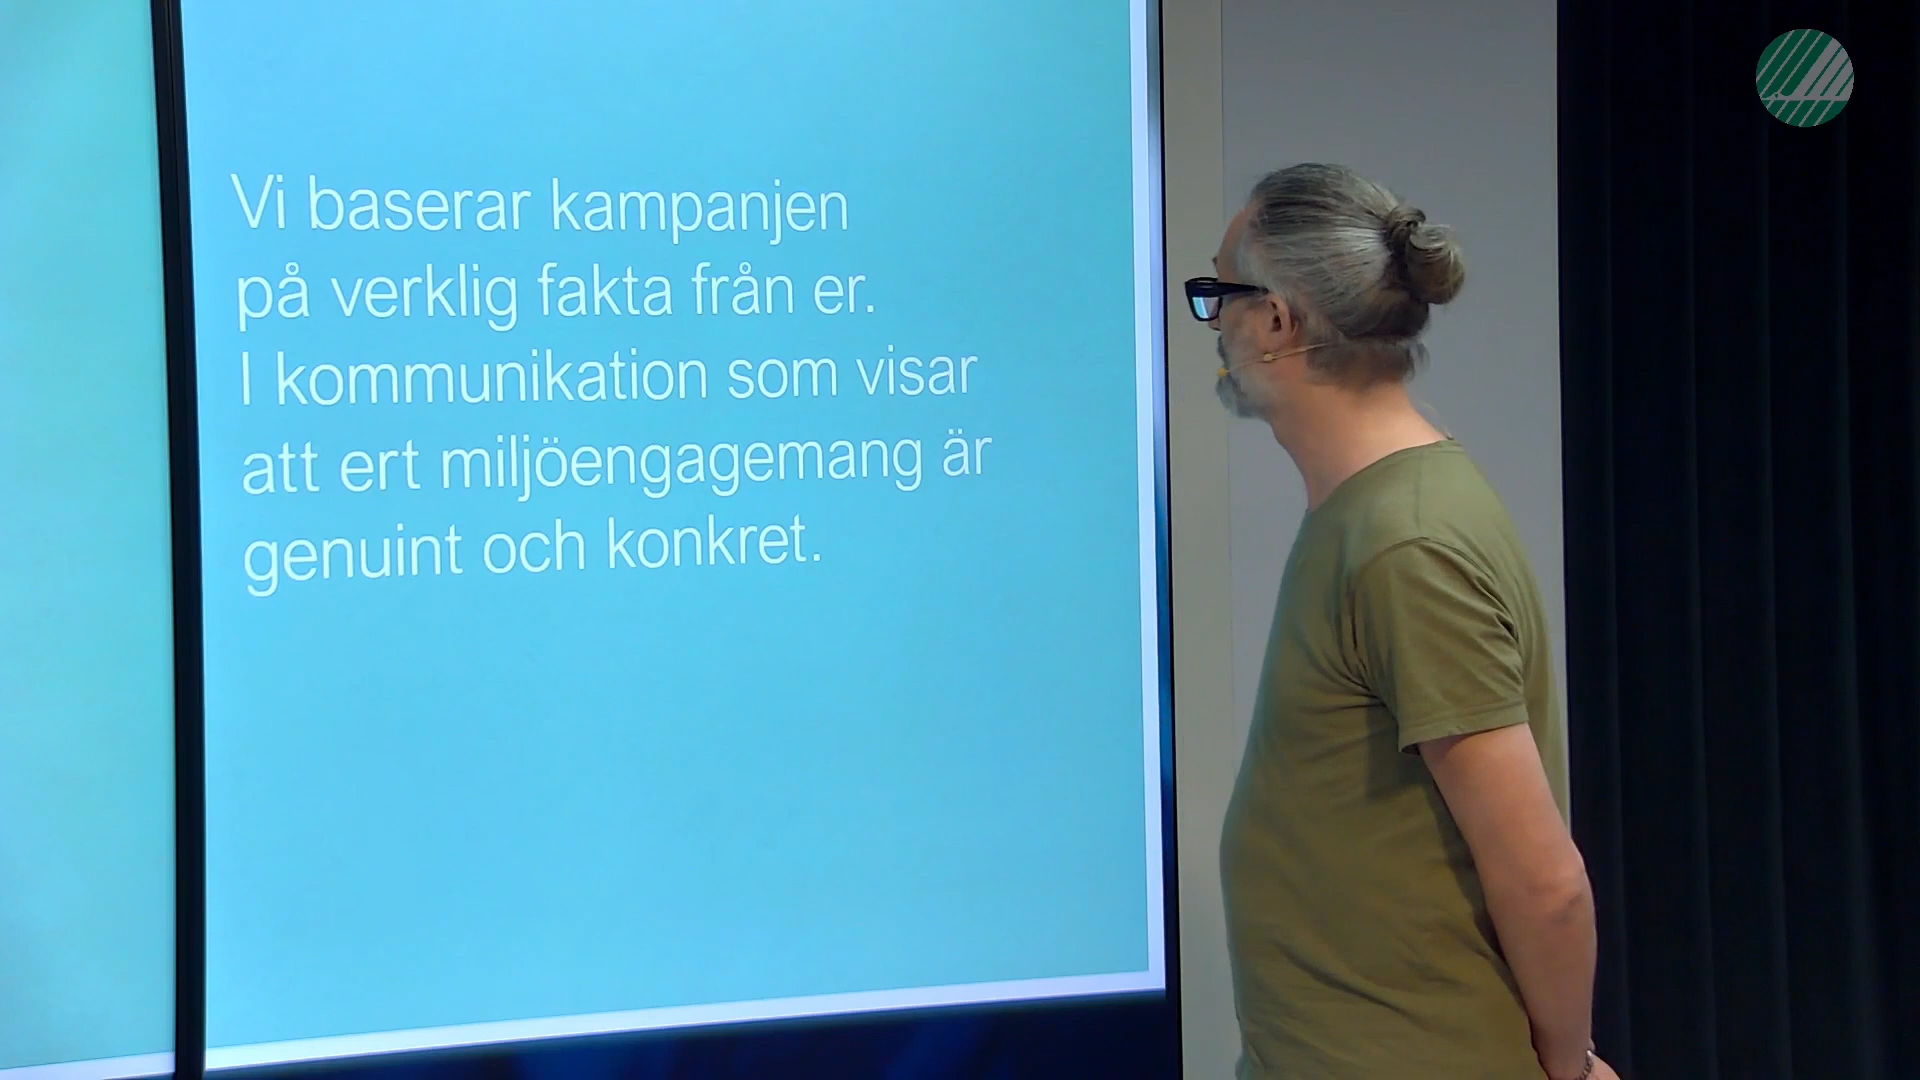 Vi baserar kampanjen
på verklig fakta från er.
I kommunikation som visar
att ert miljöengagemang är
genuint och konkret.